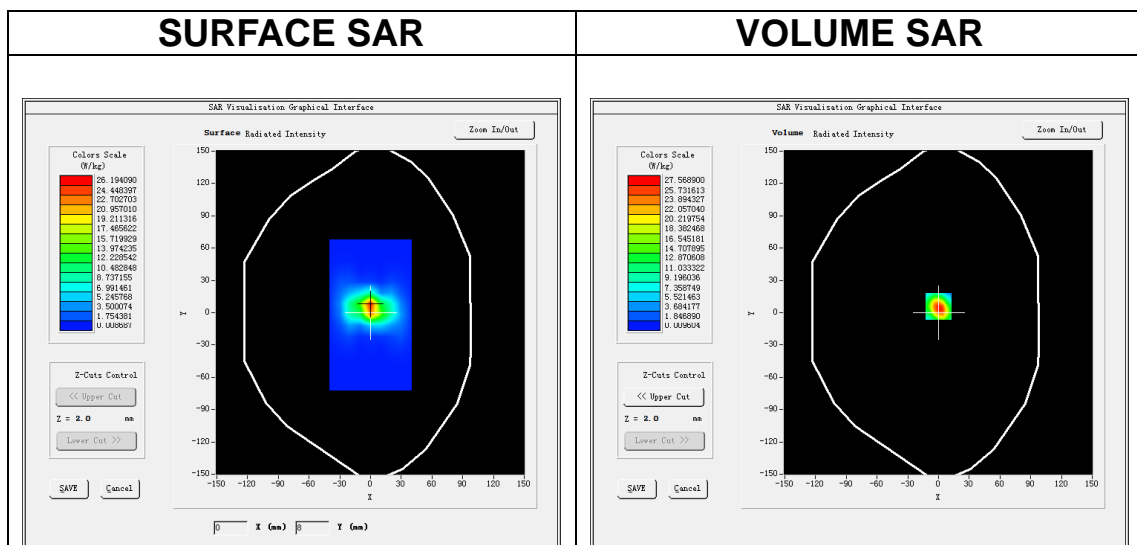 SURFACE SAR
VOLUME SAR
SAR Visualisation Graphical Interface
Surface Radiated Intensity
Zoom In/Out
Colors Scale
(W/kg)
26.194090
24.448397
22.702703
20.957010
19.211316
17.465622
15.719929
13.974235
12.228542
10.482848
8.737155
6.991461
5.245768
3.500074
1.754381
0.008687
150
120
90
60
30
0
-30
-60
-90
-120
-150
Y
-150 -120 -90 -60 -30 0 30 60 90 120 150
X
Z-Cuts Control
<< Upper Cut
Z = 2.0 mm
Lower Cut >>
SAVE Cancel
0 X (mm) 8 Y (mm)
SAR Visualisation Graphical Interface
Volume Radiated Intensity
Zoom In/Out
Colors Scale
(W/kg)
27.568900
25.731613
23.894327
22.057040
20.219754
18.382468
16.545181
14.707895
12.870608
11.033322
9.196036
7.358749
5.521463
3.684177
1.846890
0.009604
150
120
90
60
30
0
-30
-60
-90
-120
-150
Y
-150 -120 -90 -60 -30 0 30 60 90 120 150
X
Z-Cuts Control
<< Upper Cut
Z = 2.0 mm
Lower Cut >>
SAVE Cancel